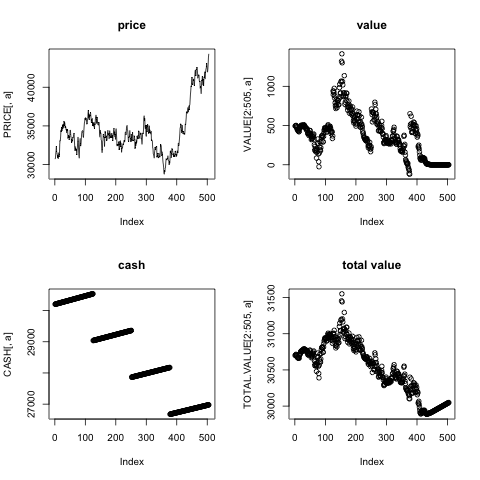 price
PRICE[, a]
30000 35000 40000
0 100 200 300 400 500
Index
value
VALUE[2:505, a]
0 500 1000
0 100 200 300 400 500
Index
cash
CASH[, a]
27000 29000
0 100 200 300 400 500
Index
total value
TOTAL.VALUE[2:505, a]
30000 30500 31000 31500
0 100 200 300 400 500
Index